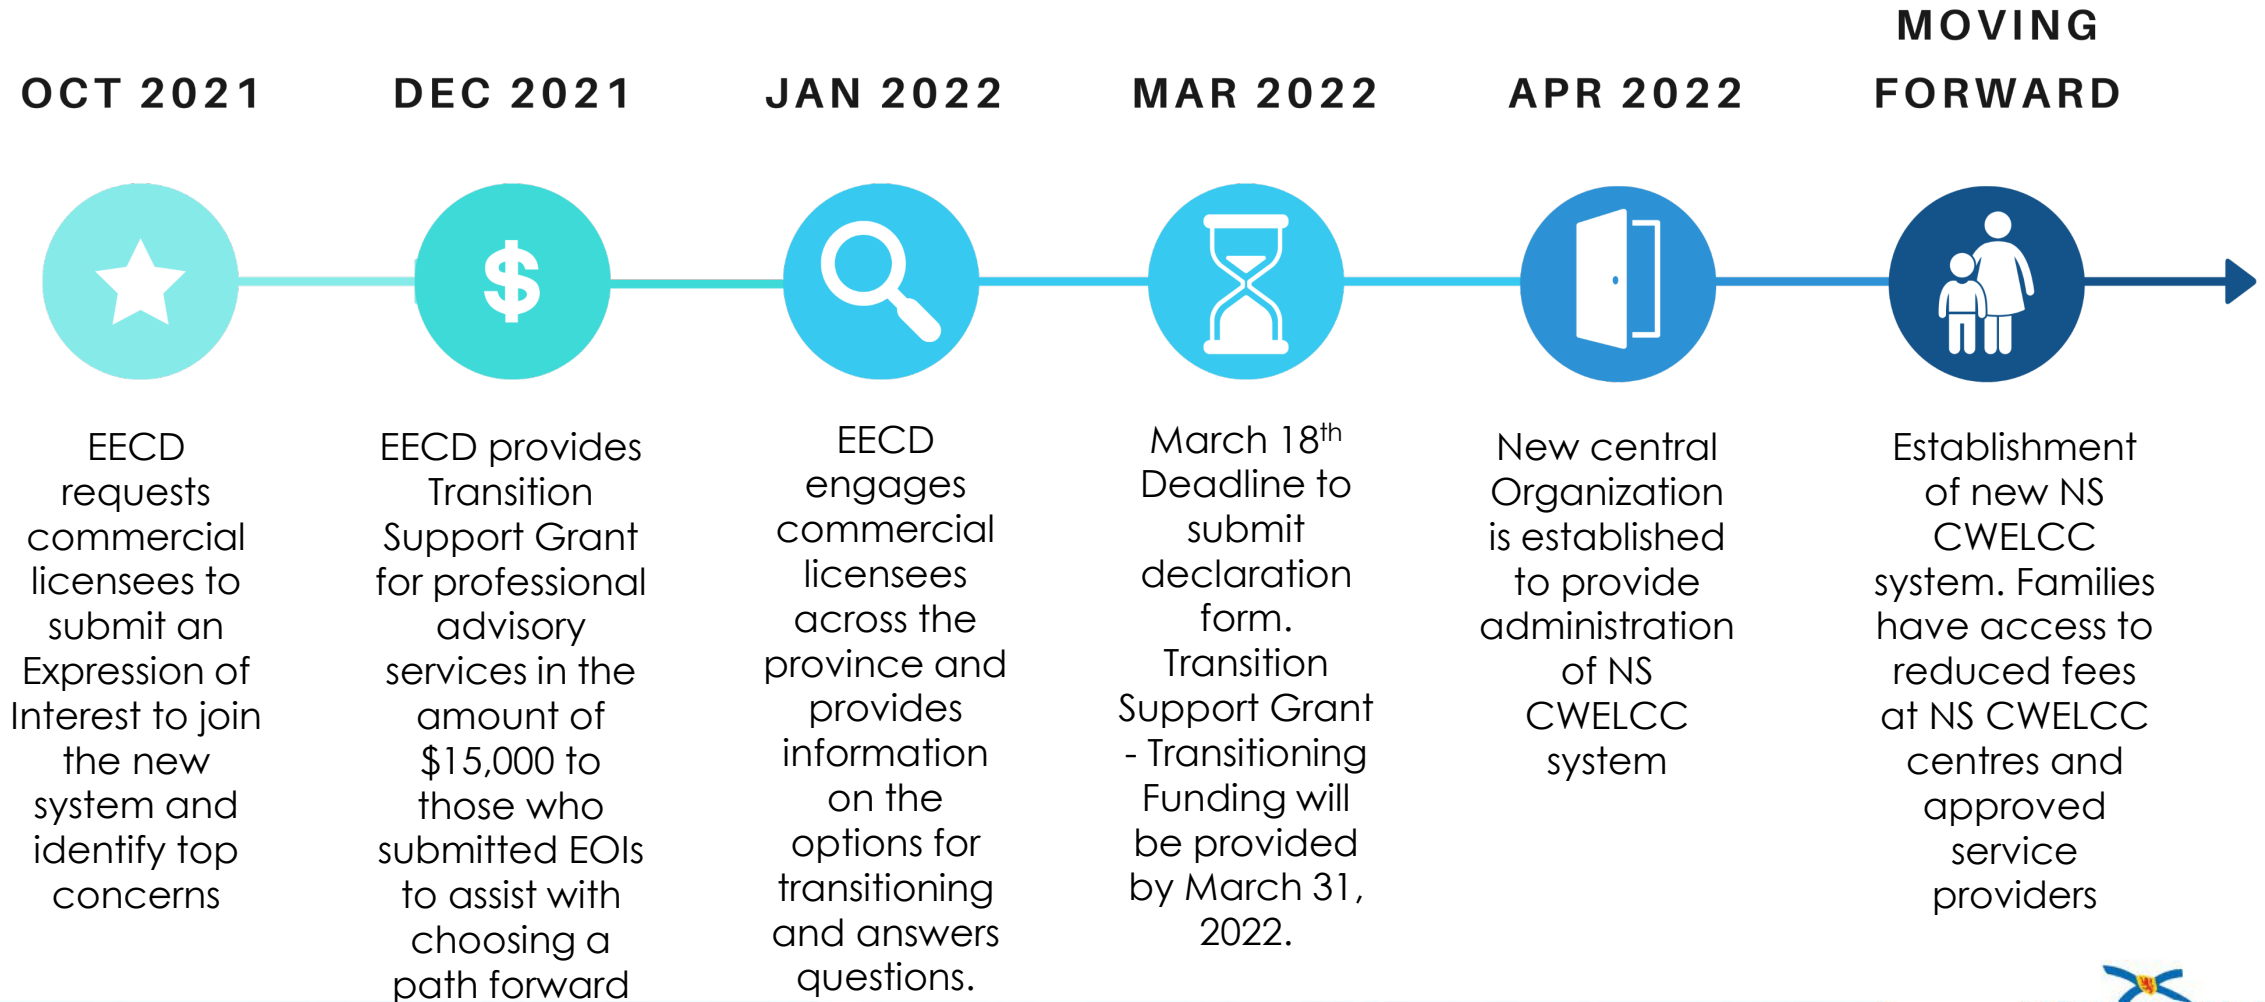 OCT 2021
EECD
requests
commercial
licensees to
submit an
Expression of
Interest to join
the new
system and
identify top
concerns
DEC 2021
$
EECD provides
Transition
Support Grant
for professional
advisory
services in the
amount of
$15,000 to
those who
submitted EOIs
to assist with
choosing a
path forward
JAN 2022
EECD
engages
commercial
licensees
across the
province and
provides
information
on the
options for
transitioning
and answers
questions.
MAR 2022
March 18th
Deadline to
submit
declaration
form.
Transition
Support Grant
- Transitioning
Funding will
be provided
by March 31,
2022.
APR 2022
New central
Organization
is established
to provide
administration
of NS
CWELCC
system
MOVING
FORWARD
Establishment
of new NS
CWELCC
system. Families
have access to
reduced fees
at NS CWELCC
centres and
approved
service
providers